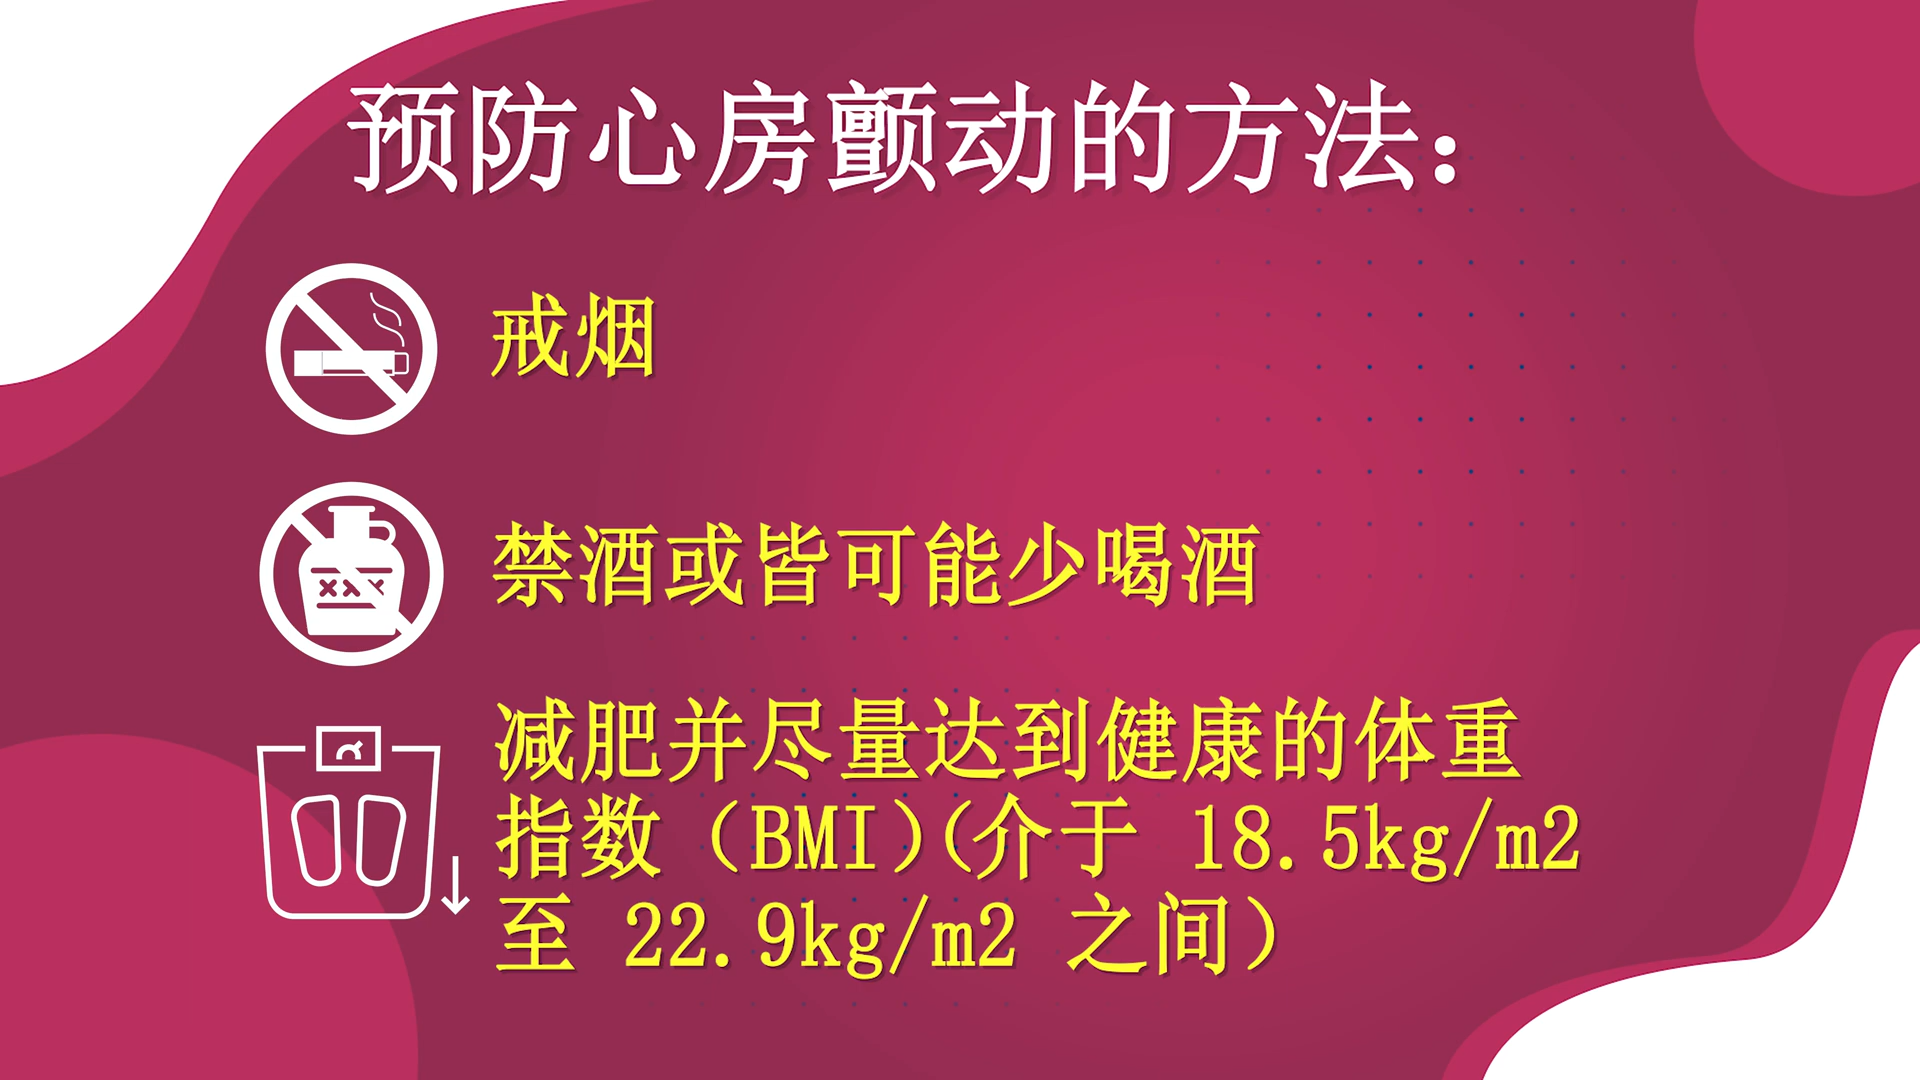 预防心房颤动的方法：
戒烟
禁酒或皆可能少喝酒
减肥并尽量达到健康的体重
指数（BMI)(介于 18.5kg/m2
至 22.9kg/m2 之间）